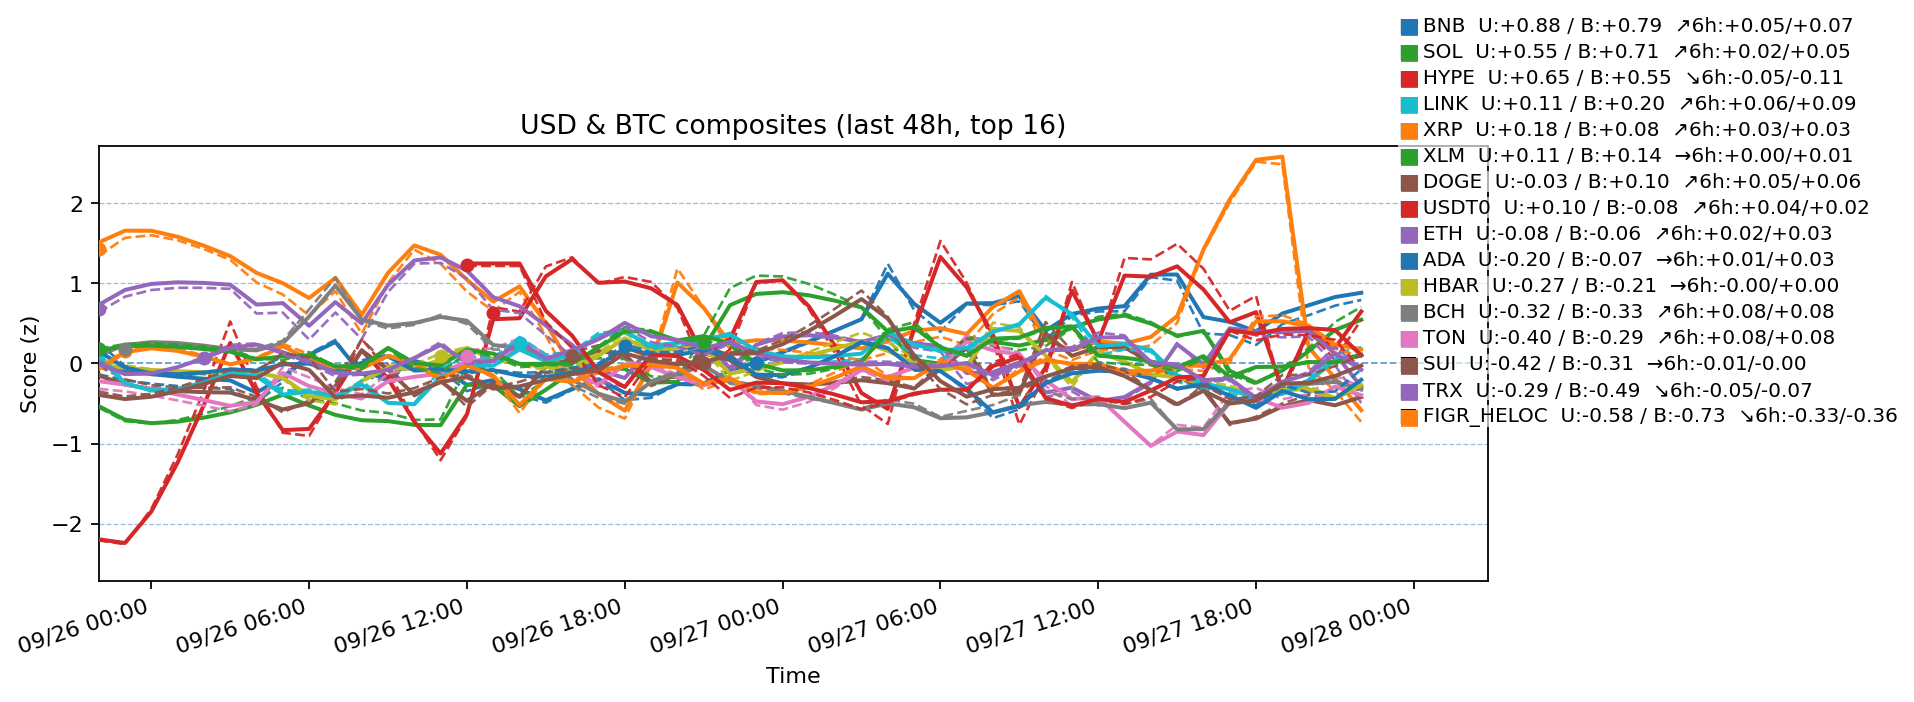 BNB  U:+0.88 / B:+0.79  ↗6h:+0.05/+0.07
SOL  U:+0.55 / B:+0.71  ↗6h:+0.02/+0.05
HYPE  U:+0.65 / B:+0.55  ↘6h:-0.05/-0.11
LINK  U:+0.11 / B:+0.20  ↗6h:+0.06/+0.09
XRP  U:+0.18 / B:+0.08  ↗6h:+0.03/+0.03
XLM  U:+0.11 / B:+0.14  →6h:+0.00/+0.01
DOGE  U:-0.03 / B:+0.10  ↗6h:+0.05/+0.06
USDT0  U:+0.10 / B:-0.08  ↗6h:+0.04/+0.02
ETH  U:-0.08 / B:-0.06  ↗6h:+0.02/+0.03
ADA  U:-0.20 / B:-0.07  →6h:+0.01/+0.03
HBAR  U:-0.27 / B:-0.21  →6h:-0.00/+0.00
BCH  U:-0.32 / B:-0.33  ↗6h:+0.08/+0.08
TON  U:-0.40 / B:-0.29  ↗6h:+0.08/+0.08
SUI  U:-0.42 / B:-0.31  →6h:-0.01/-0.00
TRX  U:-0.29 / B:-0.49  ↘6h:-0.05/-0.07
FIGR_HELOC  U:-0.58 / B:-0.73  ↘6h:-0.33/-0.36
USD & BTC composites (last 48h, top 16)
Score (z)
2
1
0
−1
−2
09/26 00:00
09/26 06:00
09/26 12:00
09/26 18:00
09/27 00:00
09/27 06:00
09/27 12:00
09/27 18:00
09/28 00:00
Time